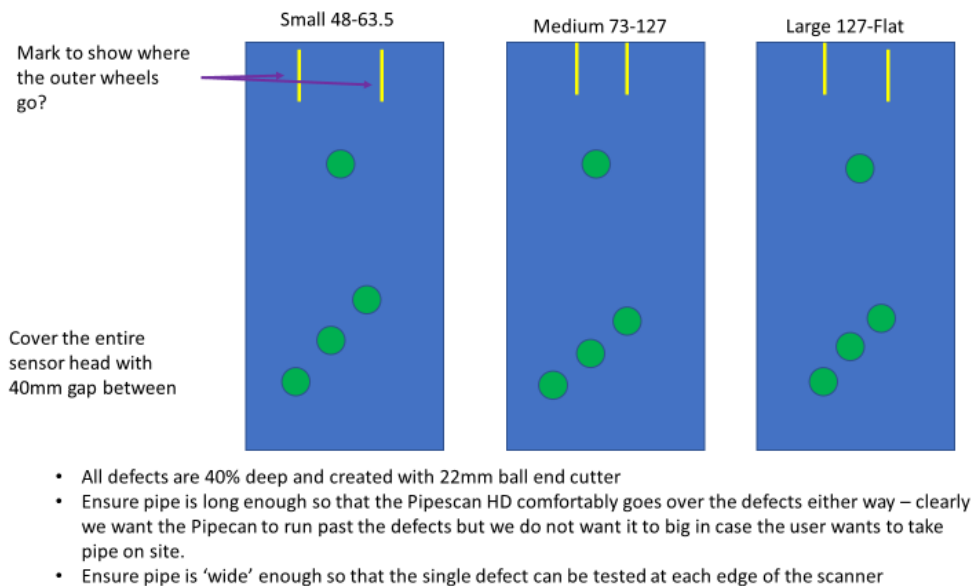 Small 48-63.5
Medium 73-127
Large 127-Flat
Mark to show where
the outer wheels
go?
Cover the entire
sensor head with
40mm gap between
• All defects are 40% deep and created with 22mm ball end cutter
• Ensure pipe is long enough so that the Pipescan HD comfortably goes over the defects either way – clearly
we want the Pipecan to run past the defects but we do not want it to big in case the user wants to take
pipe on site.
• Ensure pipe is ‘wide’ enough so that the single defect can be tested at each edge of the scanner